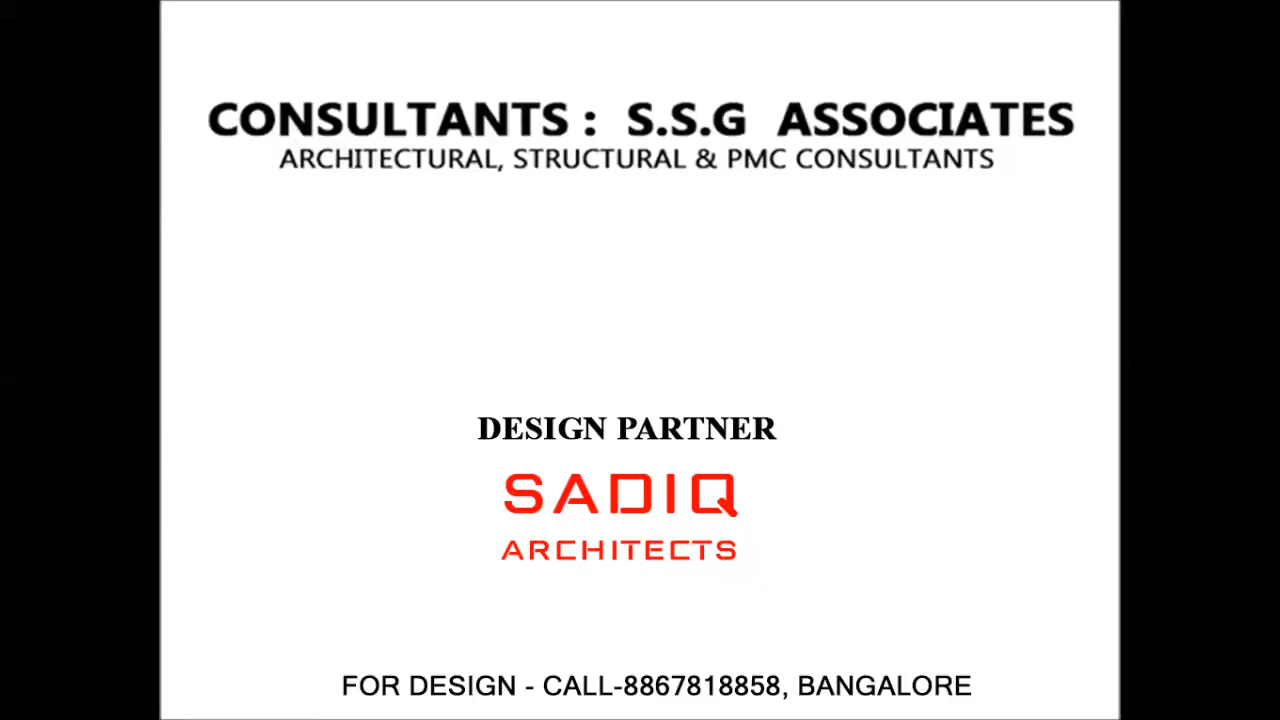 CONSULTANTS : S.S.G ASSOCIATES
ARCHITECTURAL, STRUCTURAL & PMC CONSULTANTS
DESIGN PARTNER
SADIQ
ARCHITECTS
FOR DESIGN - CALL-8867818858, BANGALORE